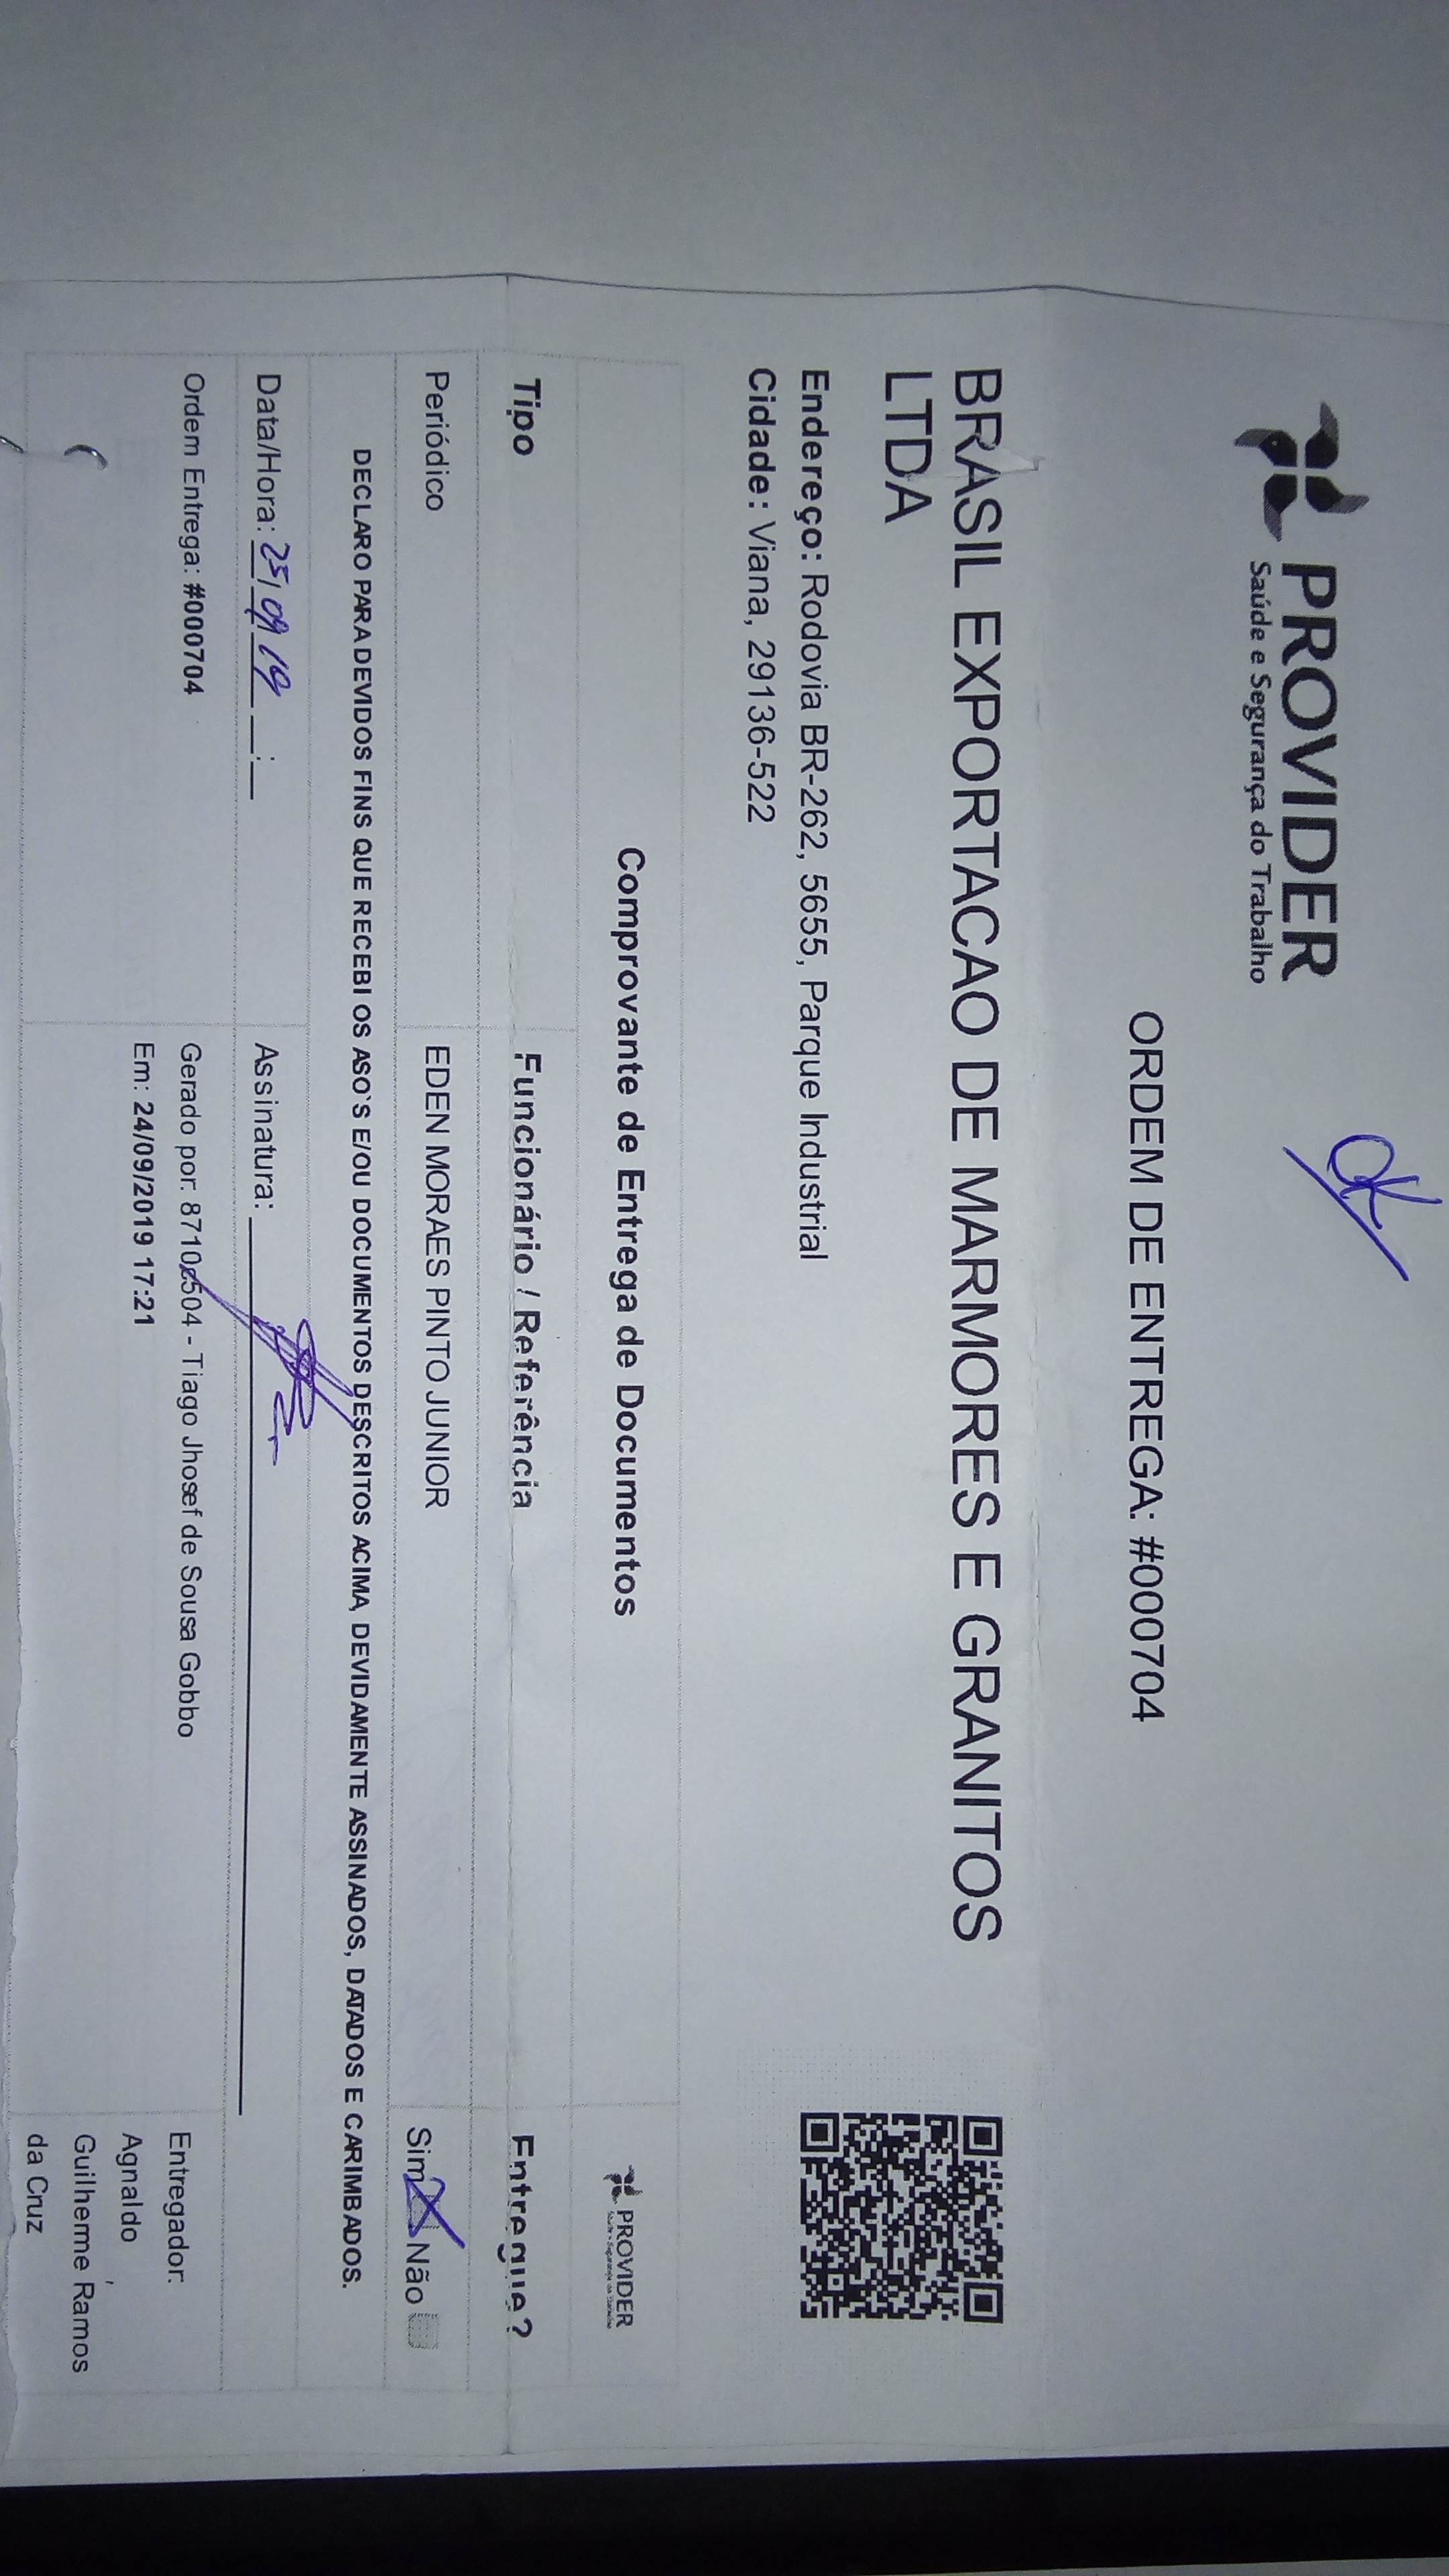 PROVIDER
Saúde e Segurança do Trabalho
OK
ORDEM DE ENTREGA: #000704
BRASIL EXPORTACAO DE MARMORES E GRANITOS
LTDA
Endereço: Rodovia BR-262, 5655, Parque Industrial
Cidade: Viana, 29136-522
Comprovante de Entrega de Documentos
PROVIDER
Saúde e Segurança do Trabalho
Tipo Funcionário / Referência Entregue?
Periódico EDEN MORAES PINTO JUNIOR Sim X Não
DECLARO PARA DEVIDOS FINS QUE RECEBI OS ASO'S E/OU DOCUMENTOS DESCRITOS ACIMA, DEVIDAMENTE ASSINADOS, DATADOS E CARIMBADOS.
Data/Hora: 25/09/19 __:__ Assinatura:
Ordem Entrega: #000704
Gerado por: 8710 504 - Tiago Jhosef de Sousa Gobbo
Em: 24/09/2019 17:21
Entregador:
Agnaldo
Guilherme Ramos
da Cruz